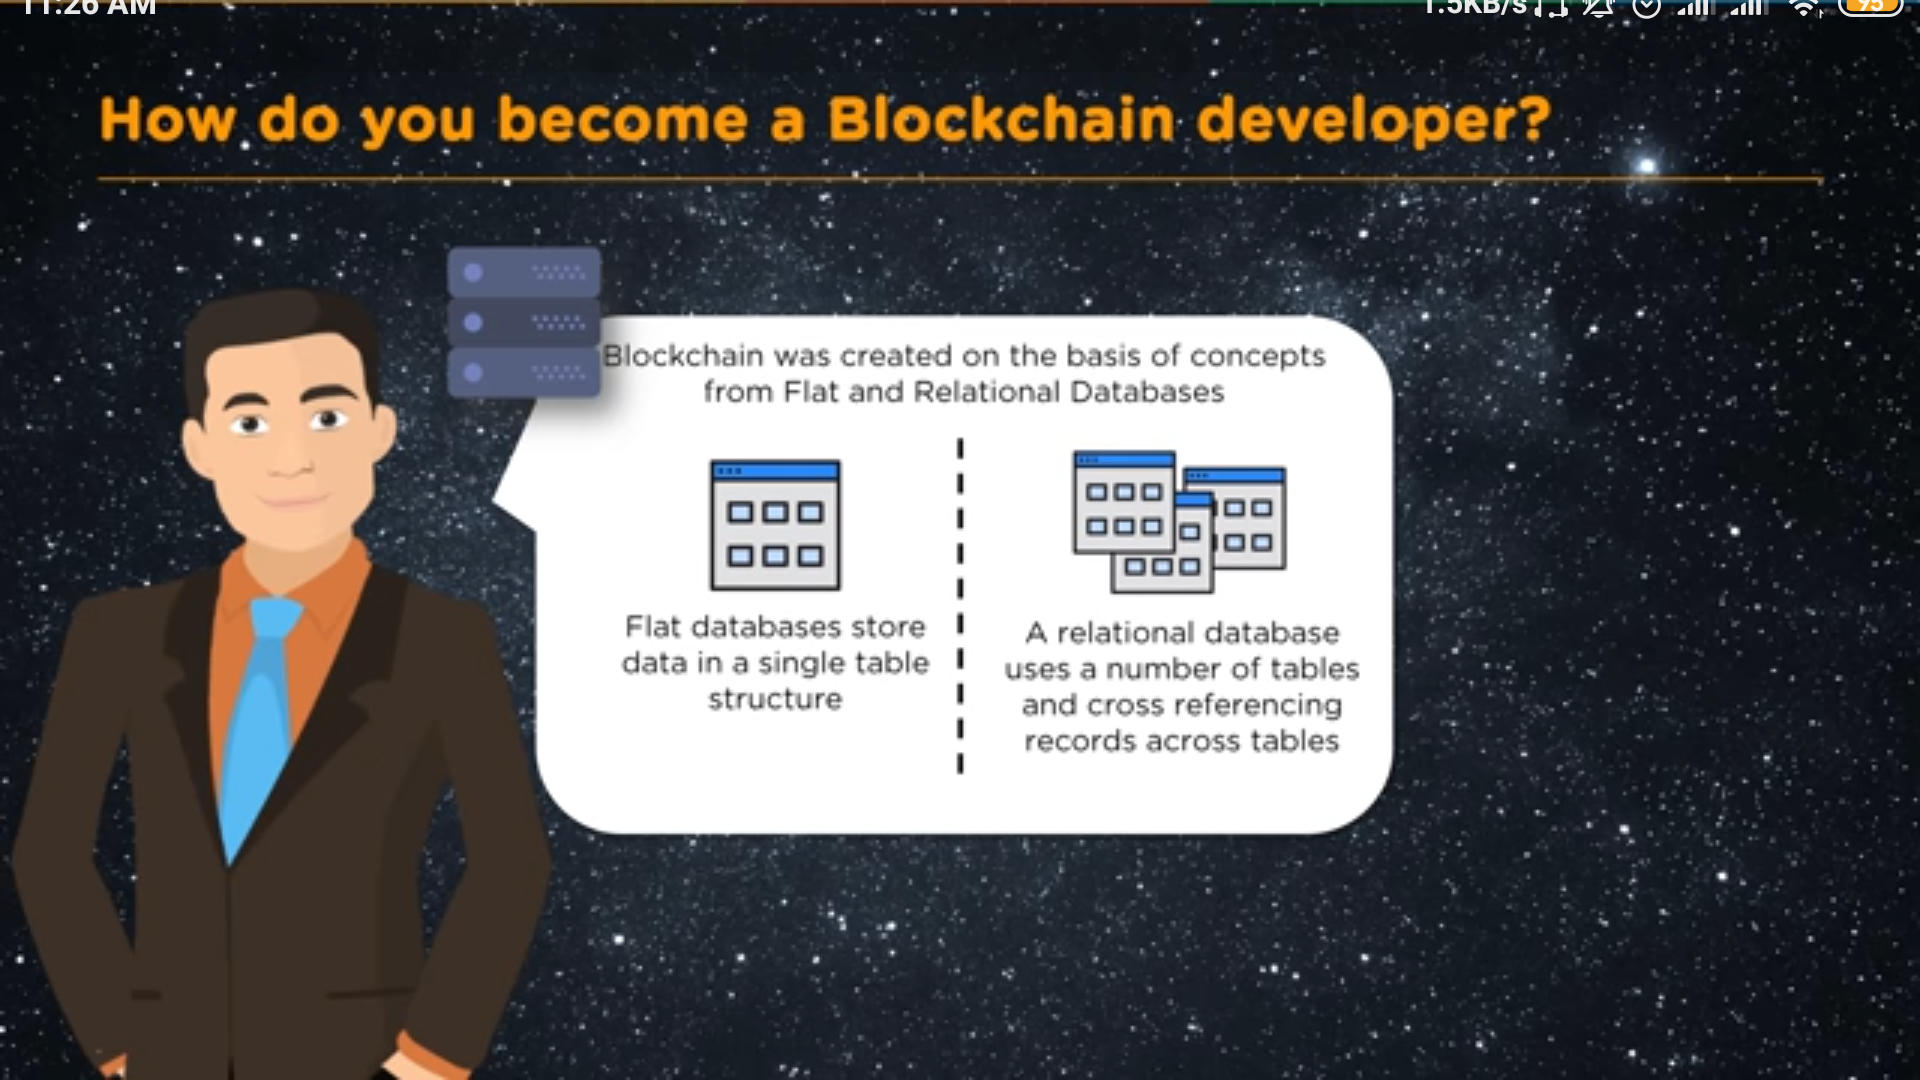 11:26 AM
1.5KB/s
95
How do you become a Blockchain developer?
Blockchain was created on the basis of concepts
from Flat and Relational Databases
Flat databases store
data in a single table
structure
A relational database
uses a number of tables
and cross referencing
records across tables